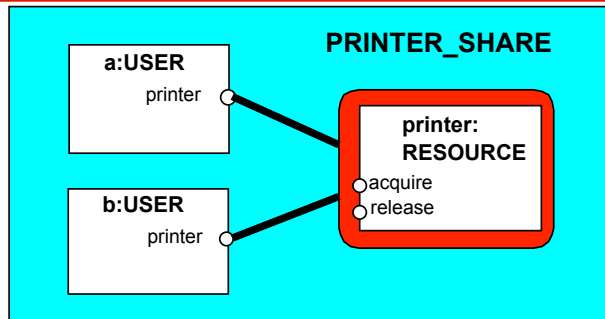 PRINTER_SHARE
a:USER
printer
printer:
RESOURCE
acquire
release
b:USER
printer